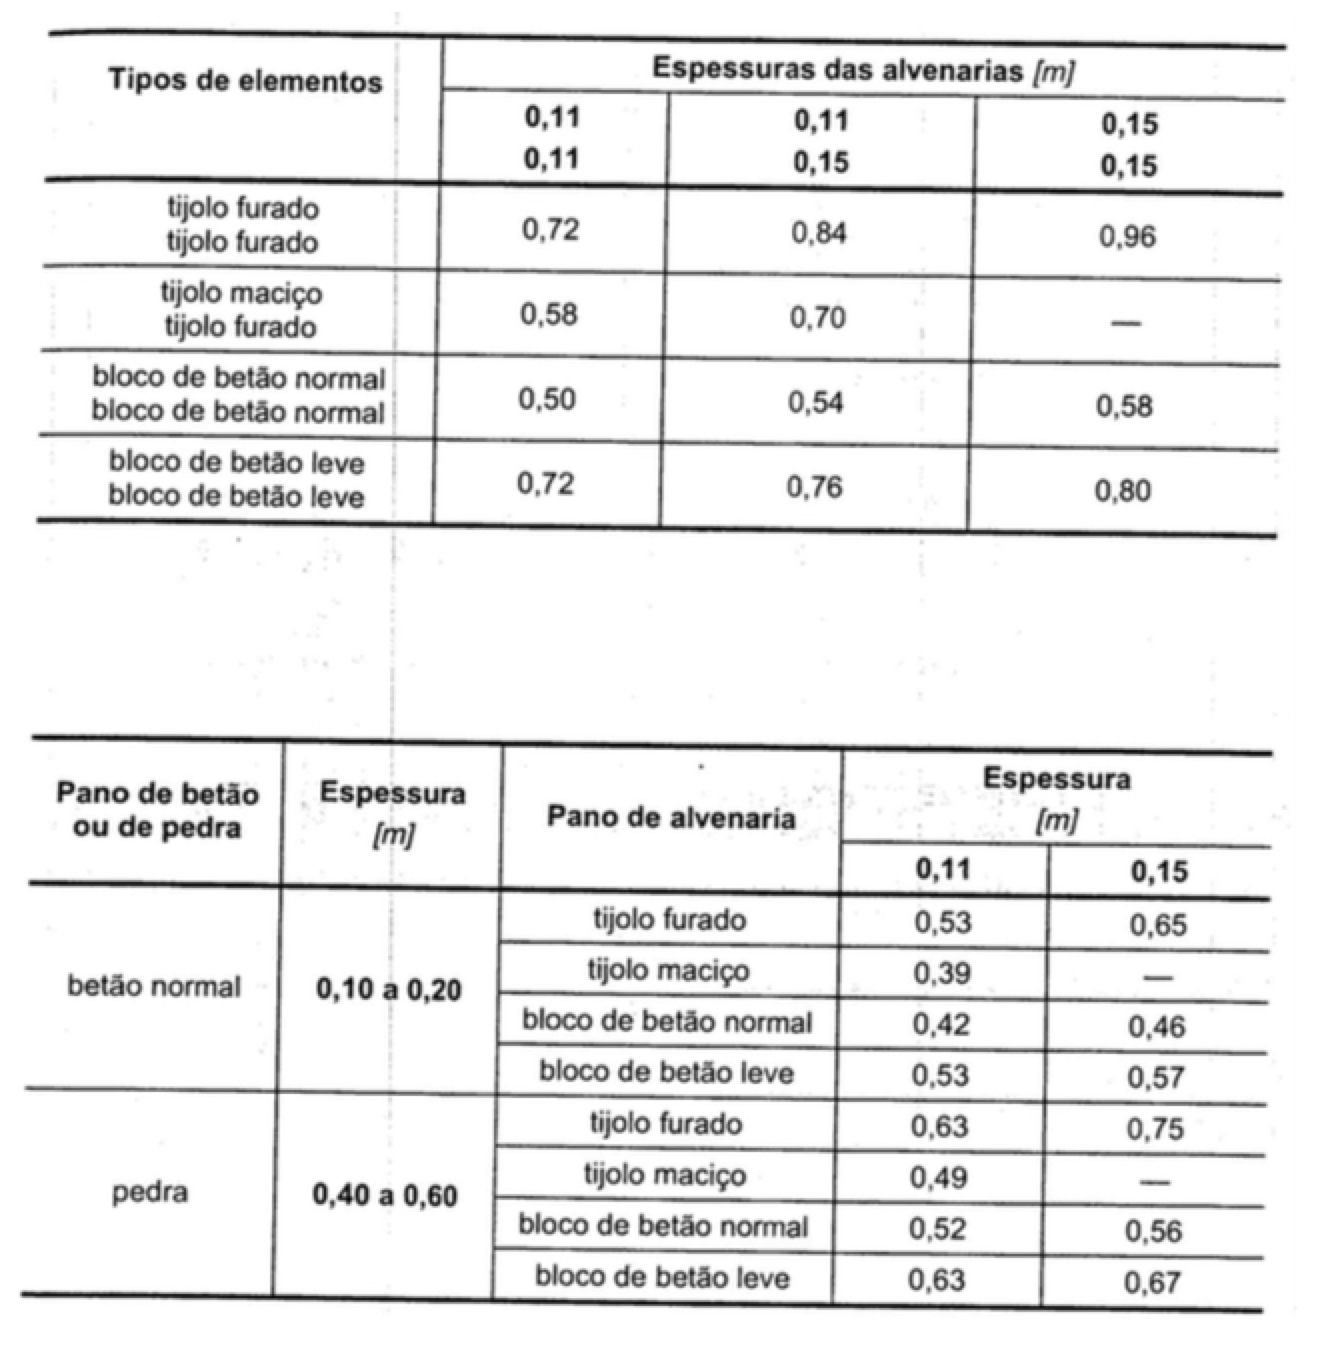 Tipos de elementos
Espessuras das alvenarias [m]
0,11 0,11 0,15
0,11 0,15 0,15
tijolo furado
tijolo furado
0,72 0,84 0,96
tijolo maciço
tijolo furado
0,58 0,70 —
bloco de betão normal
bloco de betão normal
0,50 0,54 0,58
bloco de betão leve
bloco de betão leve
0,72 0,76 0,80
Pano de betão
ou de pedra
Espessura
[m]
Pano de alvenaria
Espessura
[m]
0,11 0,15
betão normal
0,10 a 0,20
tijolo furado 0,53 0,65
tijolo maciço 0,39 —
bloco de betão normal 0,42 0,46
bloco de betão leve 0,53 0,57
pedra
0,40 a 0,60
tijolo furado 0,63 0,75
tijolo maciço 0,49 —
bloco de betão normal 0,52 0,56
bloco de betão leve 0,63 0,67